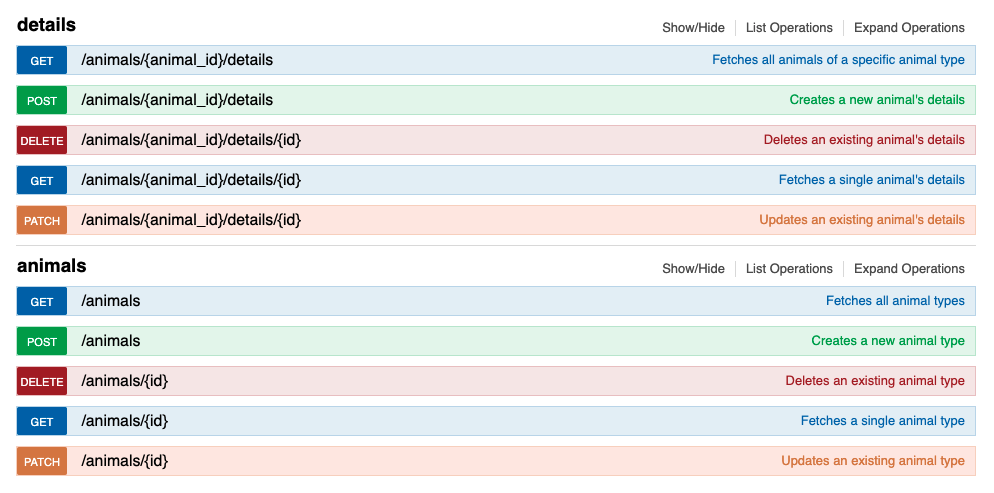 details Show/Hide List Operations Expand Operations
GET /animals/{animal_id}/details Fetches all animals of a specific animal type
POST /animals/{animal_id}/details Creates a new animal's details
DELETE /animals/{animal_id}/details/{id} Deletes an existing animal's details
GET /animals/{animal_id}/details/{id} Fetches a single animal's details
PATCH /animals/{animal_id}/details/{id} Updates an existing animal's details
animals Show/Hide List Operations Expand Operations
GET /animals Fetches all animal types
POST /animals Creates a new animal type
DELETE /animals/{id} Deletes an existing animal type
GET /animals/{id} Fetches a single animal type
PATCH /animals/{id} Updates an existing animal type